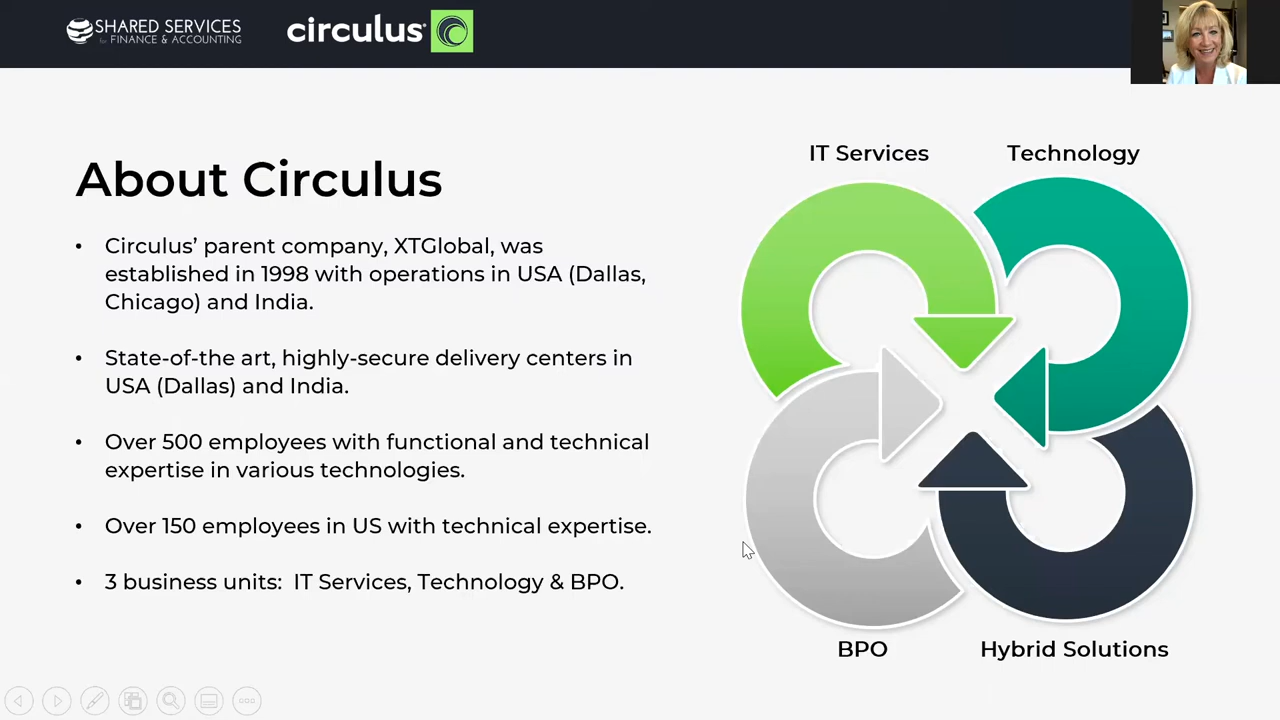 SHARED SERVICES
for FINANCE & ACCOUNTING
circulus
About Circulus
• Circulus’ parent company, XTGlobal, was
established in 1998 with operations in USA (Dallas,
Chicago) and India.
• State-of-the art, highly-secure delivery centers in
USA (Dallas) and India.
• Over 500 employees with functional and technical
expertise in various technologies.
• Over 150 employees in US with technical expertise.
• 3 business units:  IT Services, Technology & BPO.
IT Services
Technology
BPO
Hybrid Solutions